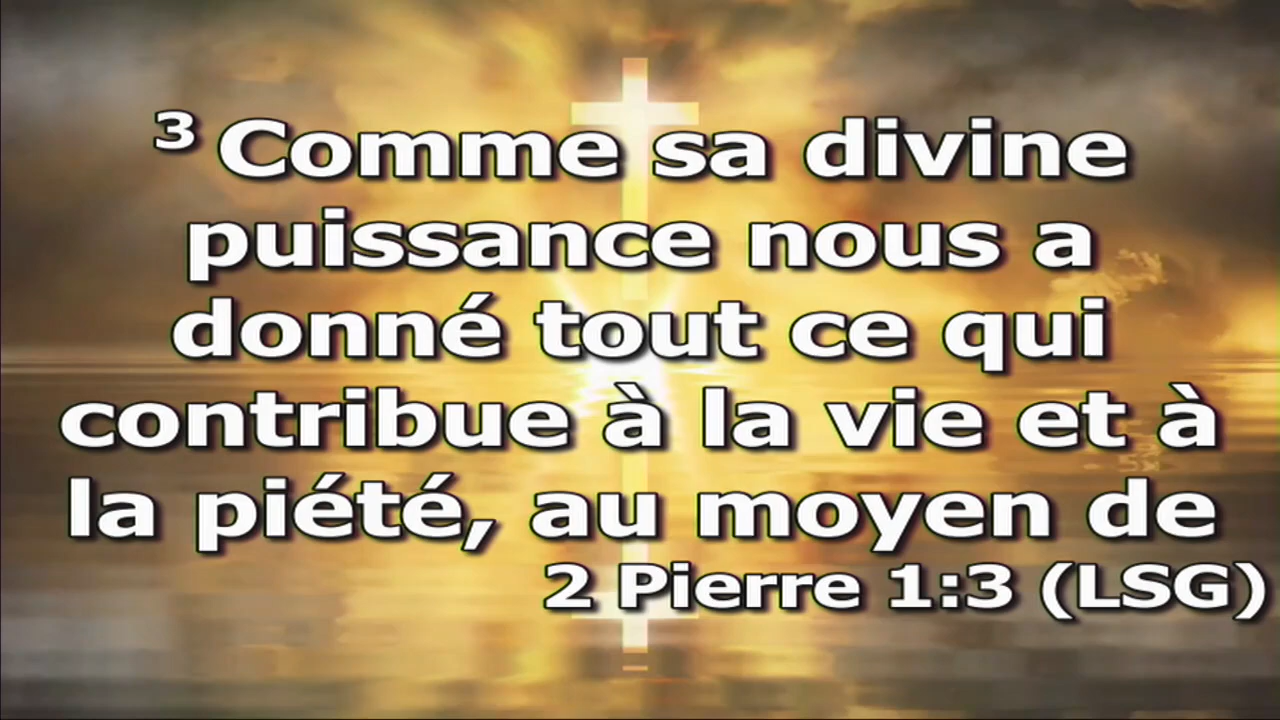 3 Comme sa divine
puissance nous a
donné tout ce qui
contribue à la vie et à
la piété, au moyen de
2 Pierre 1:3 (LSG)